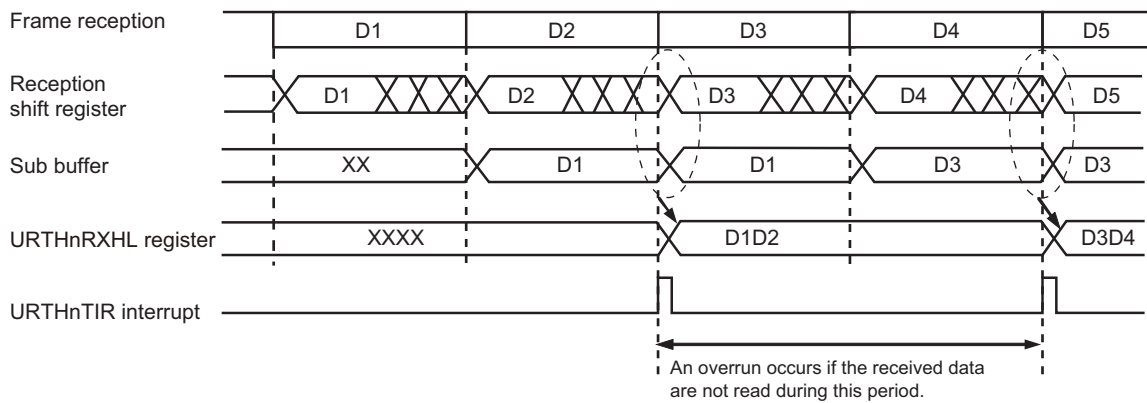 Frame reception D1 D2 D3 D4 D5
Reception
shift register
D1 D2 D3 D4 D5
Sub buffer XX D1 D1 D3 D3
URTHnRXHL register XXXX D1D2 D3D4
URTHnTIR interrupt
An overrun occurs if the received data
are not read during this period.